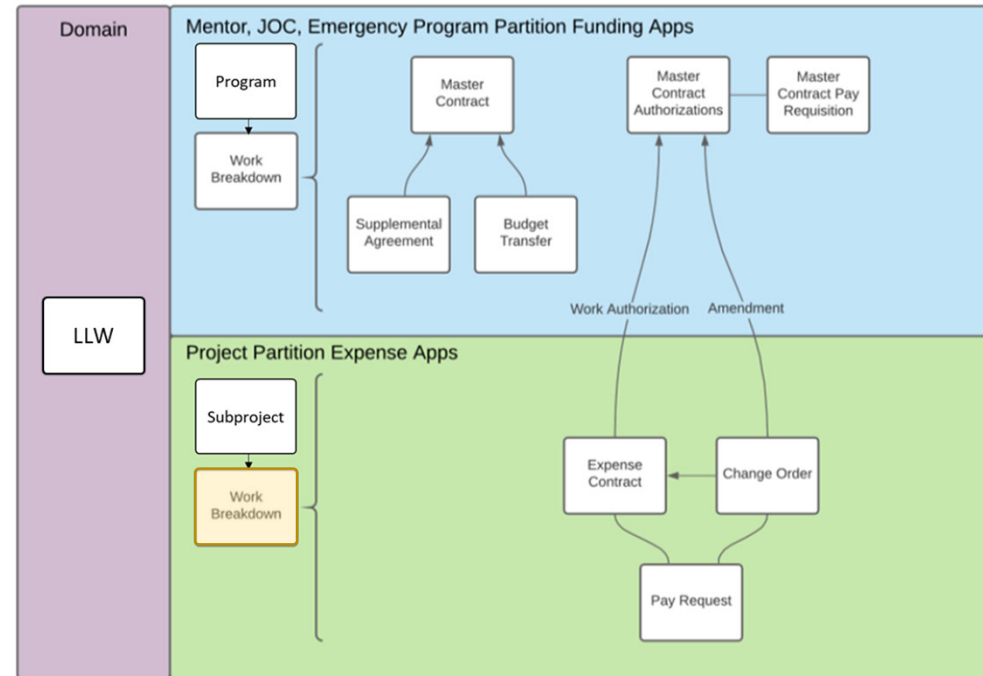 Domain
LLW
Mentor, JOC, Emergency Program Partition Funding Apps
Program
Work
Breakdown
Master
Contract
Supplemental
Agreement
Budget
Transfer
Master
Contract
Authorizations
Master
Contract Pay
Requisition
Work Authorization
Amendment
Project Partition Expense Apps
Subproject
Work
Breakdown
Expense
Contract
Change Order
Pay Request